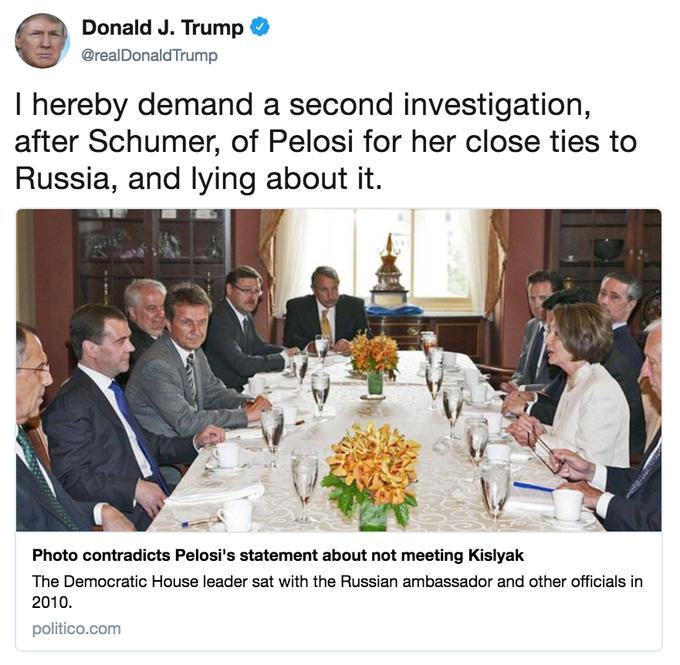 Donald J. Trump
@realDonaldTrump
I hereby demand a second investigation,
after Schumer, of Pelosi for her close ties to
Russia, and lying about it.
Photo contradicts Pelosi's statement about not meeting Kislyak
The Democratic House leader sat with the Russian ambassador and other officials in
2010.
politico.com